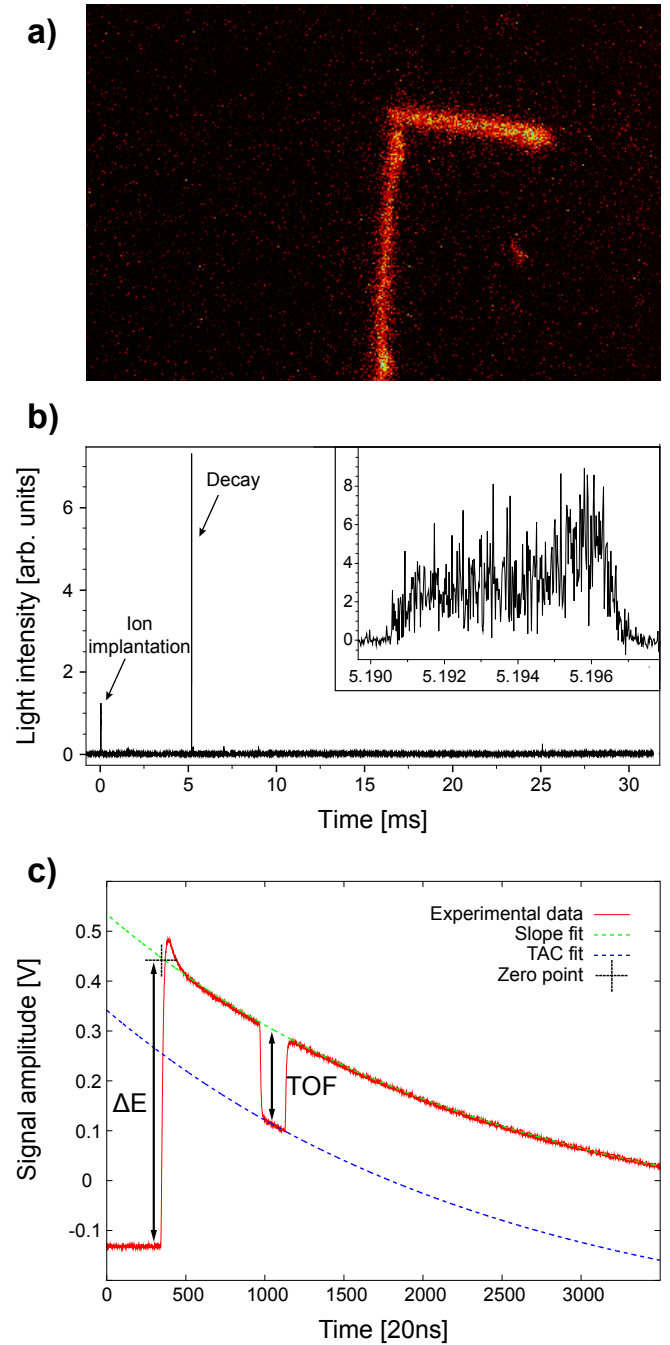 a)
b)
Light intensity [arb. units]
6
4
2
0
Decay
Ion
implantation
8
6
4
2
0
5.190 5.192 5.194 5.196
0 5 10 15 20 25 30
Time [ms]
c)
Signal amplitude [V]
0.5
0.4
0.3
0.2
0.1
0
-0.1
Experimental data
Slope fit
TAC fit
Zero point
ΔE
TOF
0 500 1000 1500 2000 2500 3000
Time [20ns]